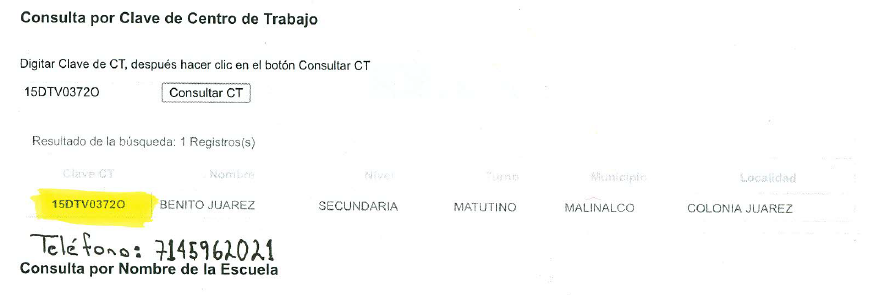 Consulta por Clave de Centro de Trabajo
Digitar Clave de CT, después hacer clic en el botón Consultar CT
15DTV0372O Consultar CT
Resultado de la búsqueda: 1 Registros(s)
Clave CT Nombre Nivel Turno Municipio Localidad
15DTV0372O BENITO JUAREZ SECUNDARIA MATUTINO MALINALCO COLONIA JUAREZ
Teléfono: 7145962021
Consulta por Nombre de la Escuela